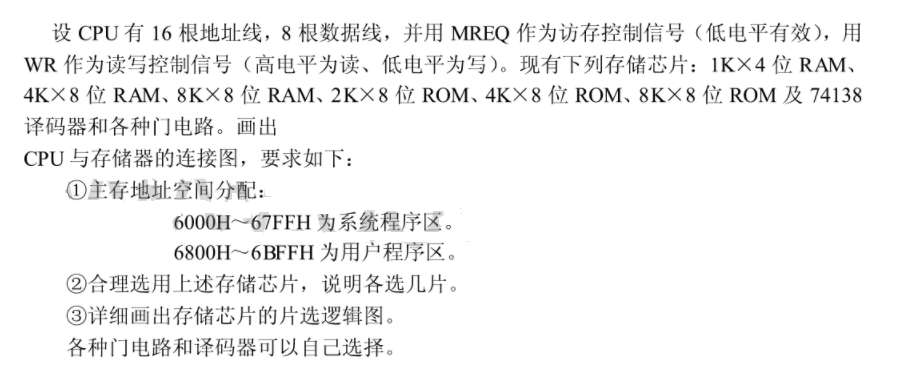 设 CPU 有 16 根地址线，8 根数据线，并用 MREQ 作为访存控制信号（低电平有效），用
WR 作为读写控制信号（高电平为读、低电平为写）。现有下列存储芯片：1K×4 位 RAM、
4K×8 位 RAM、8K×8 位 RAM、2K×8 位 ROM、4K×8 位 ROM、8K×8 位 ROM 及 74138
译码器和各种门电路。画出
CPU 与存储器的连接图，要求如下：
①主存地址空间分配：
6000H～67FFH 为系统程序区。
6800H～6BFFH 为用户程序区。
②合理选用上述存储芯片，说明各选几片。
③详细画出存储芯片的片选逻辑图。
各种门电路和译码器可以自己选择。